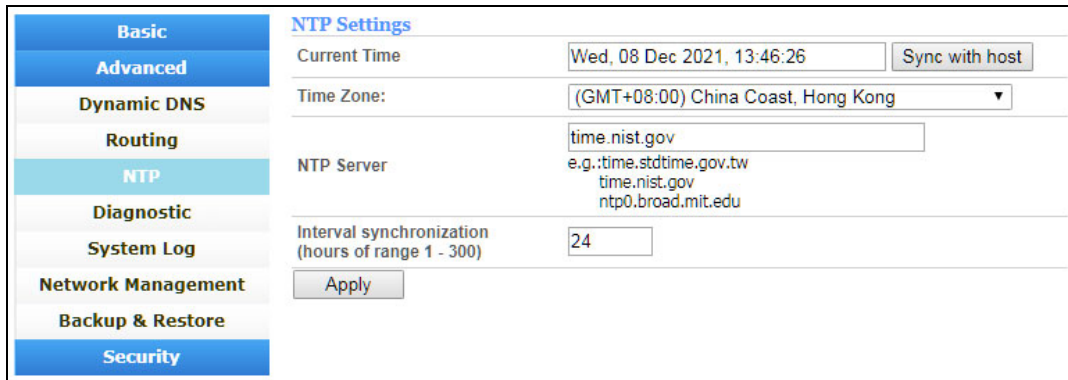 Basic
Advanced
Dynamic DNS
Routing
NTP
Diagnostic
System Log
Network Management
Backup & Restore
Security
NTP Settings
Current Time
Wed, 08 Dec 2021, 13:46:26
Sync with host
Time Zone:
(GMT+08:00) China Coast, Hong Kong
NTP Server
time.nist.gov
e.g.:time.stdtime.gov.tw
time.nist.gov
ntp0.broad.mit.edu
Interval synchronization
(hours of range 1 - 300)
24
Apply